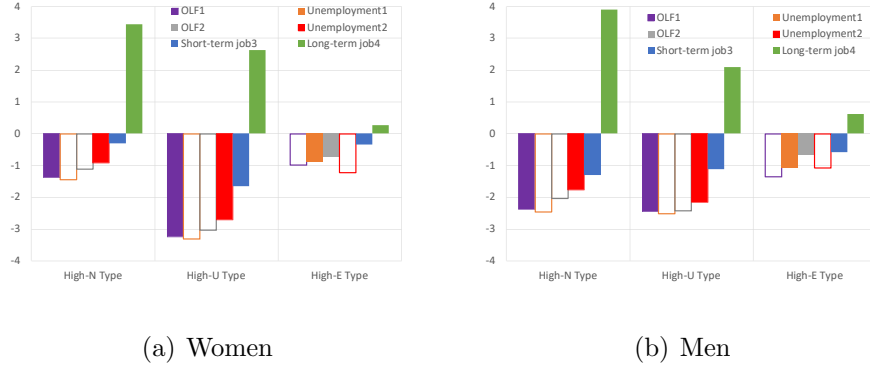 4
3
2
1
0
-1
-2
-3
-4
OLF1 Unemployment1
OLF2 Unemployment2
Short-term job3 Long-term job4
High-N Type High-U Type High-E Type
(a) Women
4
3
2
1
0
-1
-2
-3
-4
OLF1 Unemployment1
OLF2 Unemployment2
Short-term job3 Long-term job4
High-N Type High-U Type High-E Type
(b) Men